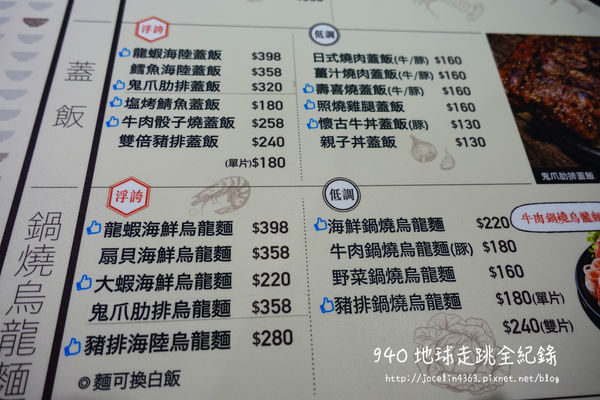 蓋飯
浮誇
龍蝦海陸蓋飯 $398
鱈魚海陸蓋飯 $358
鬼爪肋排蓋飯 $320
塩烤鯖魚蓋飯 $180
牛肉骰子燒蓋飯 $258
雙倍豬排蓋飯 $240
(單片)$180
低調
日式燒肉蓋飯(牛/豚) $160
薑汁燒肉蓋飯(牛/豚) $160
壽喜燒蓋飯(牛/豚) $160
照燒雞腿蓋飯 $160
懷古牛丼蓋飯(豚) $130
親子丼蓋飯 $130
鬼爪肋排蓋飯
鍋燒烏龍麵
浮誇
龍蝦海鮮烏龍麵 $398
扇貝海鮮烏龍麵 $358
大蝦海鮮烏龍麵 $220
鬼爪肋排烏龍麵 $358
豬排海陸烏龍麵 $280
◎麵可換白飯
低調
海鮮鍋燒烏龍麵 $220
牛肉鍋燒烏龍麵(豚) $180
野菜鍋燒烏龍麵 $160
豬排鍋燒烏龍麵 $180(單片)
$240(雙片)
牛肉鍋燒烏龍麵
940 地球走跳全紀錄
http://jocelin4363.pixnet.net/blog